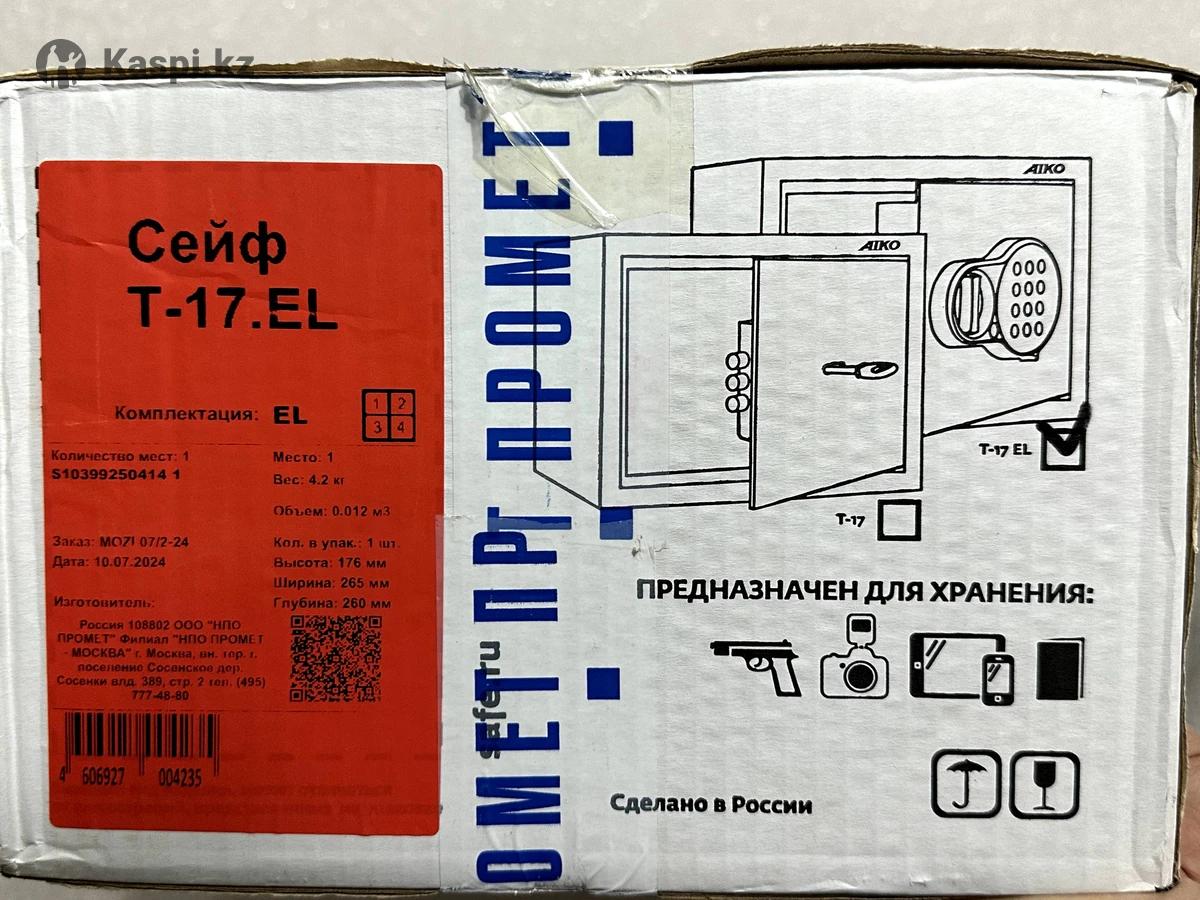 Kaspi.kz
Сейф
Т-17.EL
Комплектация: EL
1 2
3 4
Количество мест: 1
S10399250414 1
Место: 1
Вес: 4.2 кг
Объем: 0.012 м3
Заказ: MOZI 07/2-24
Дата: 10.07.2024
Кол. в упак.: 1 шт.
Высота: 176 мм
Ширина: 265 мм
Глубина: 260 мм
Изготовитель:
Россия 108802 ООО "НПО
ПРОМЕТ" Филиал "НПО ПРОМЕТ
- МОСКВА" г. Москва, вн. тер. г.
поселение Сосенское дер.
Сосенки влд. 389, стр. 2 тел. (495)
777-48-80
4 606927 004235
ПРОМЕТ
ОМЕТ ПР
safe.ru
AIKO
AIKO
T-17 EL
T-17
ПРЕДНАЗНАЧЕН ДЛЯ ХРАНЕНИЯ:
Сделано в России